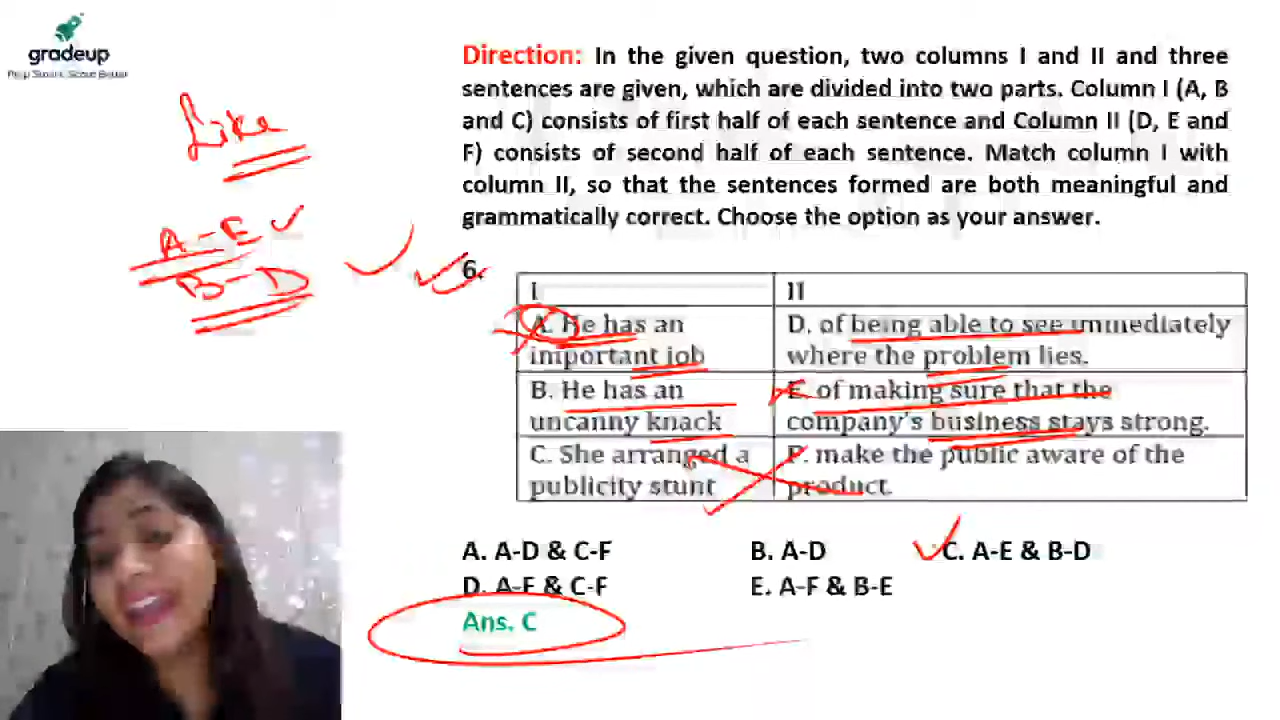 gradeup
Prep Smart. Score Better
Like
A-E
B-D
Direction: In the given question, two columns I and II and three
sentences are given, which are divided into two parts. Column I (A, B
and C) consists of first half of each sentence and Column II (D, E and
F) consists of second half of each sentence. Match column I with
column II, so that the sentences formed are both meaningful and
grammatically correct. Choose the option as your answer.
6.
I
II
A. He has an
important job
D. of being able to see immediately
where the problem lies.
B. He has an
uncanny knack
E. of making sure that the
company's business stays strong.
C. She arranged a
publicity stunt
F. make the public aware of the
product.
A. A-D & C-F
B. A-D
C. A-E & B-D
D. A-E & C-F
E. A-F & B-E
Ans. C